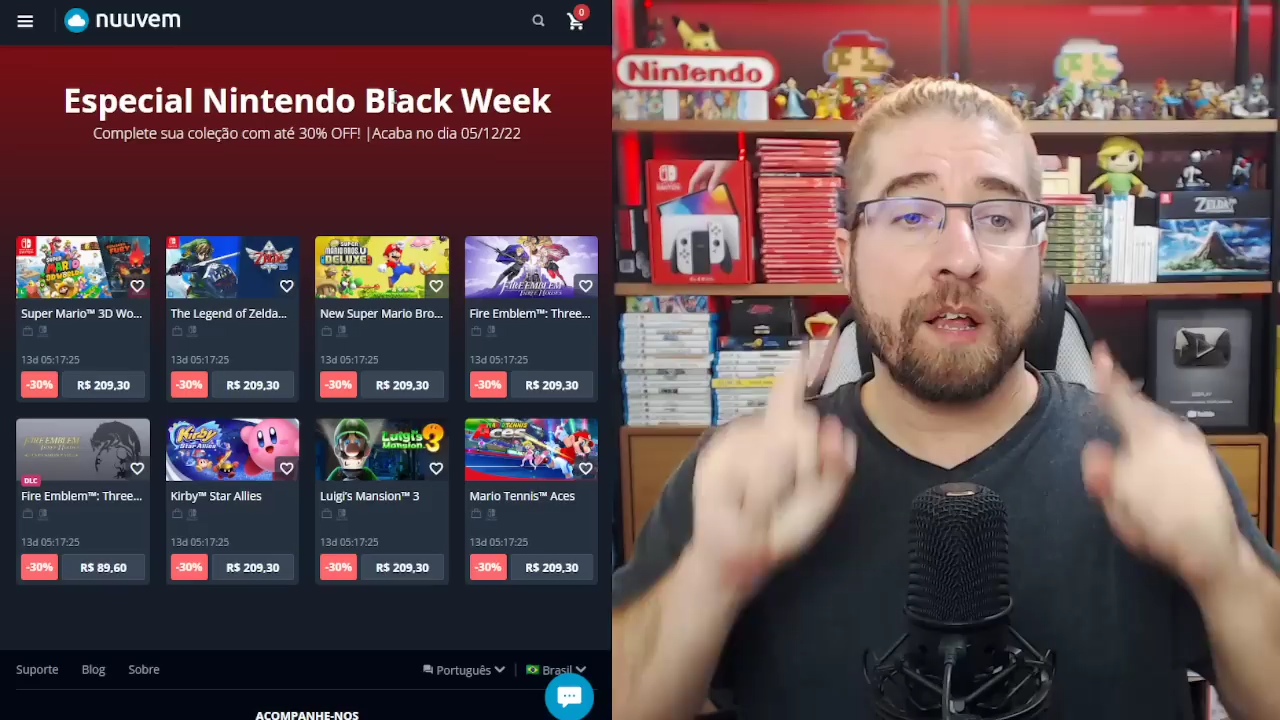 nuuvem
0
Especial Nintendo Black Week
Complete sua coleção com até 30% OFF! |Acaba no dia 05/12/22
Super Mario™ 3D Wo...
The Legend of Zelda...
New Super Mario Bro...
Fire Emblem™: Three...
13d 05:17:25
13d 05:17:25
13d 05:17:25
13d 05:17:25
-30% R$ 209,30
-30% R$ 209,30
-30% R$ 209,30
-30% R$ 209,30
DLC
Fire Emblem™: Three...
Kirby™ Star Allies
Luigi's Mansion™ 3
Mario Tennis™ Aces
13d 05:17:25
13d 05:17:25
13d 05:17:25
13d 05:17:25
-30% R$ 89,60
-30% R$ 209,30
-30% R$ 209,30
-30% R$ 209,30
Suporte
Blog
Sobre
Português
Brasil
ACOMPANHE-NOS
Nintendo
ZELDA